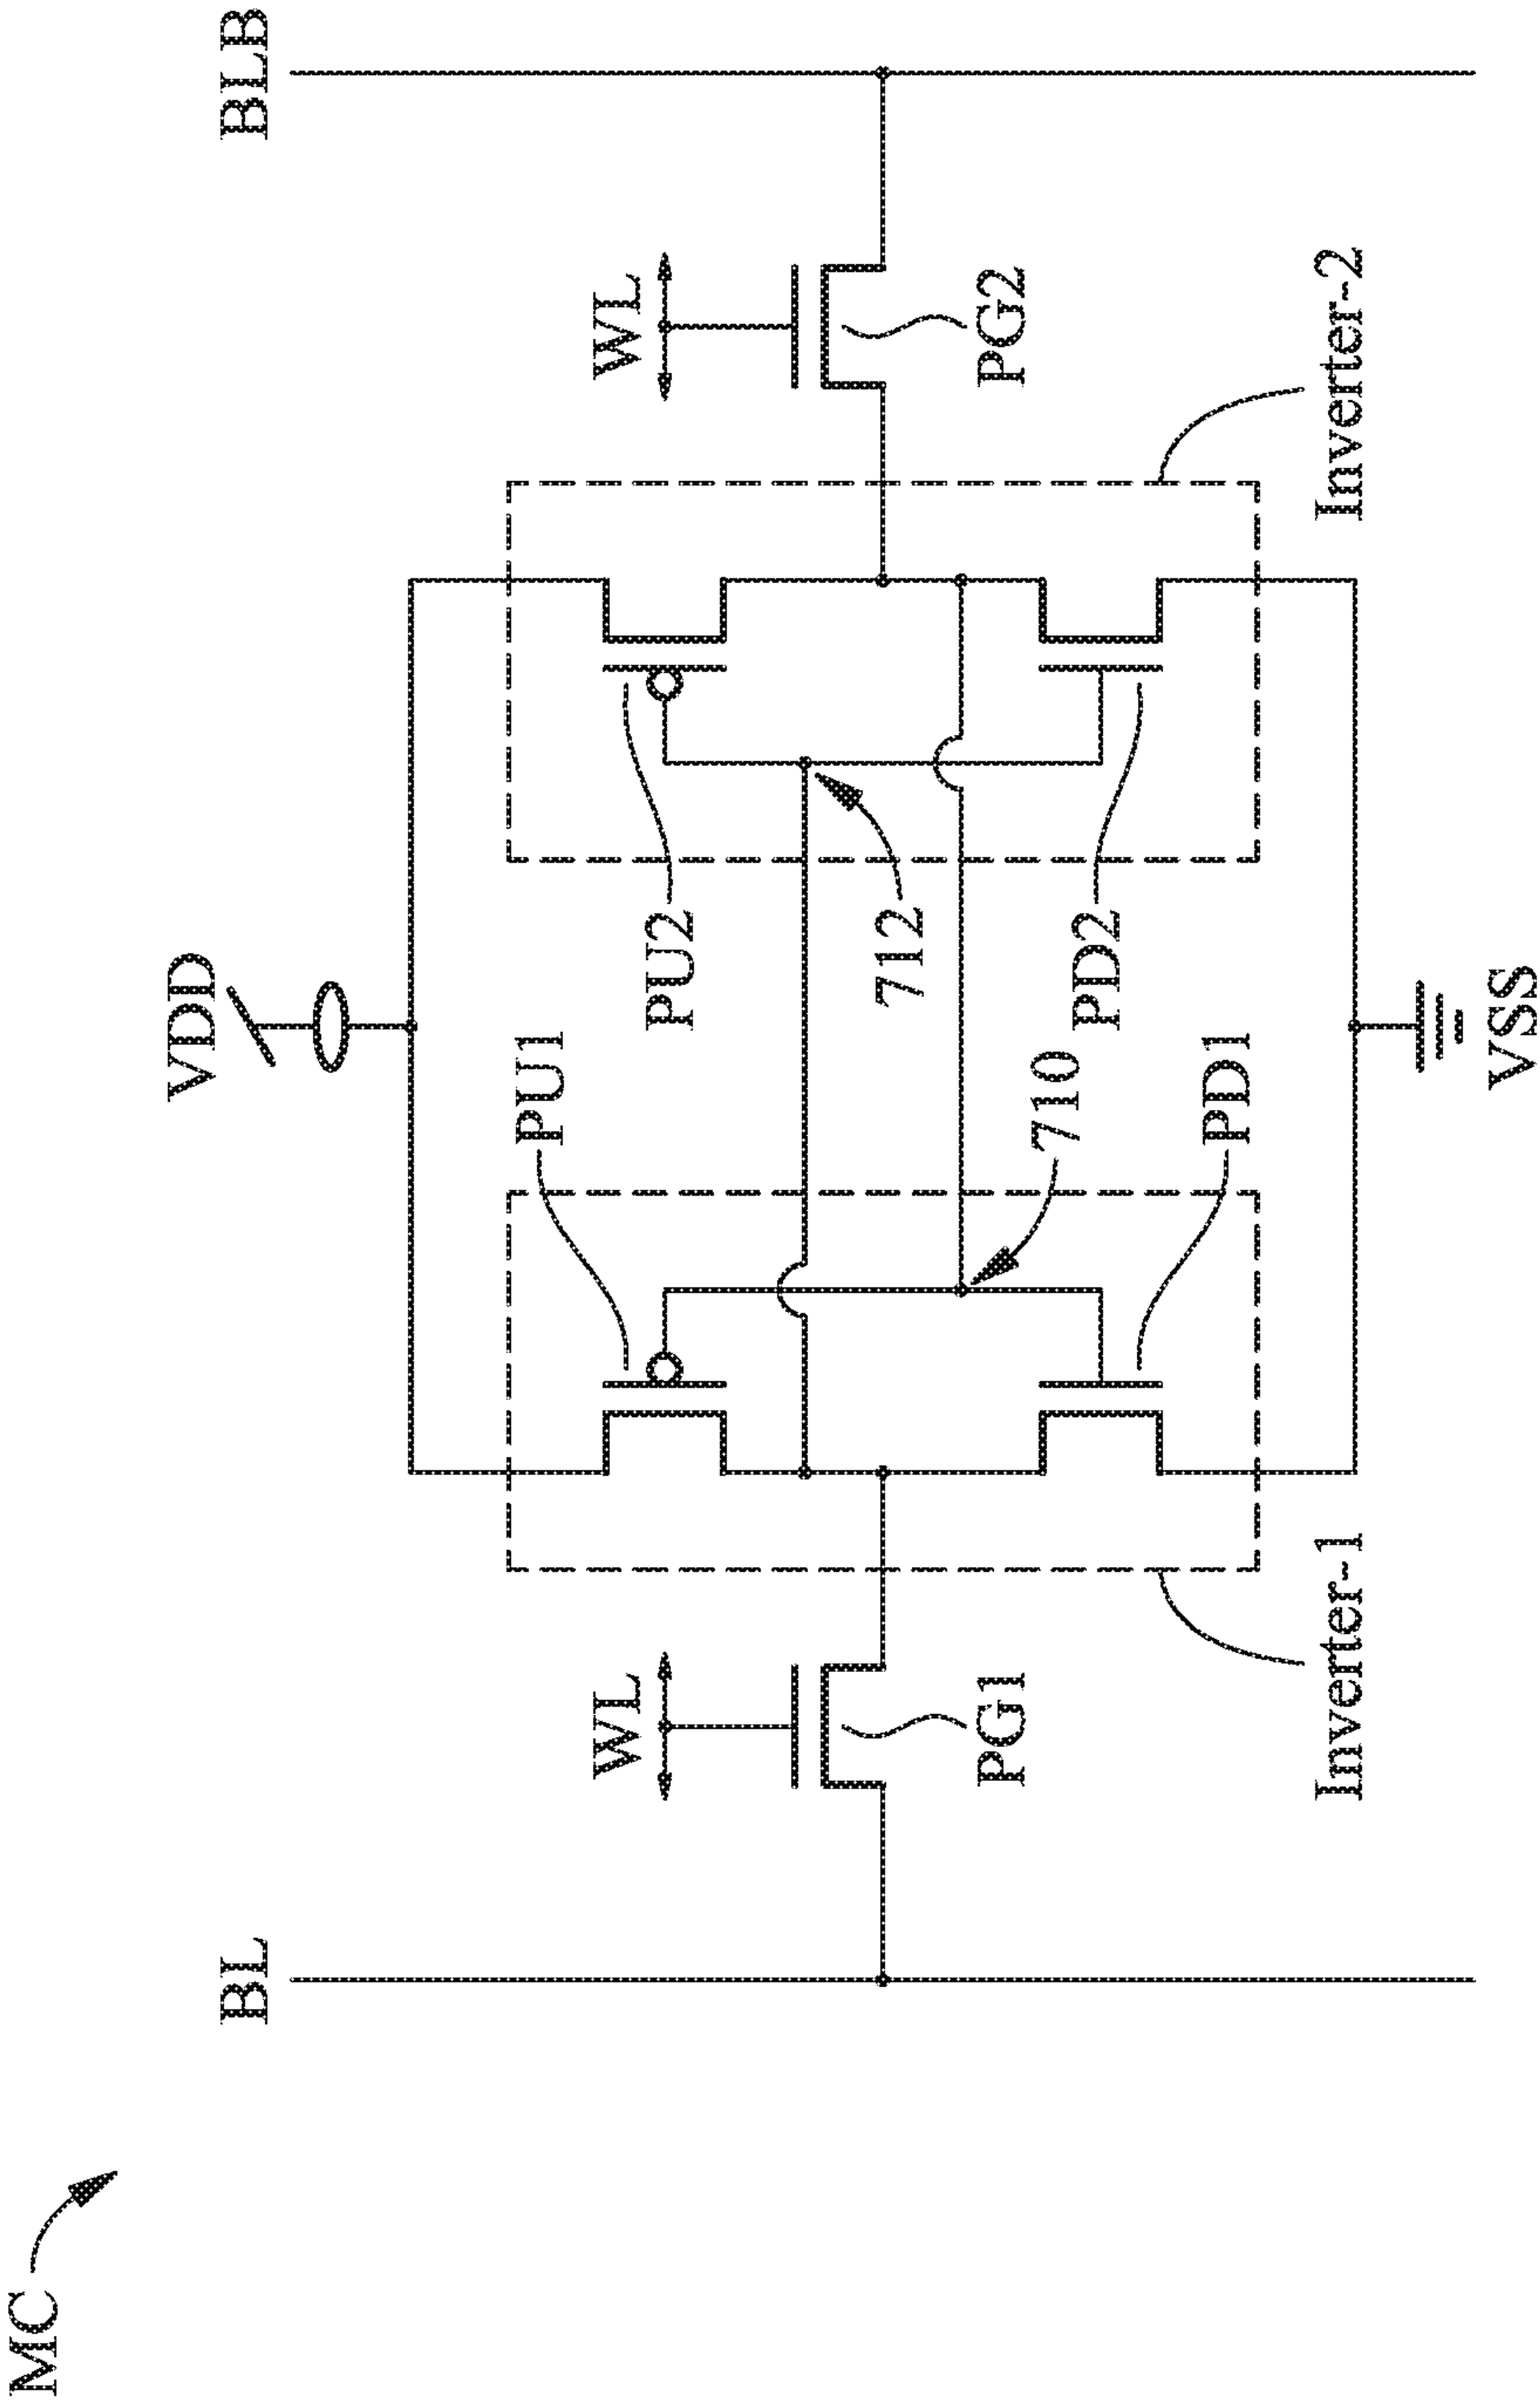 MC
VDD
BL
BLB
PU1
WL
WL
PU2
712
PG1
PG2
710
PD2
PD1
Inverter-1
Inverter-2
VSS